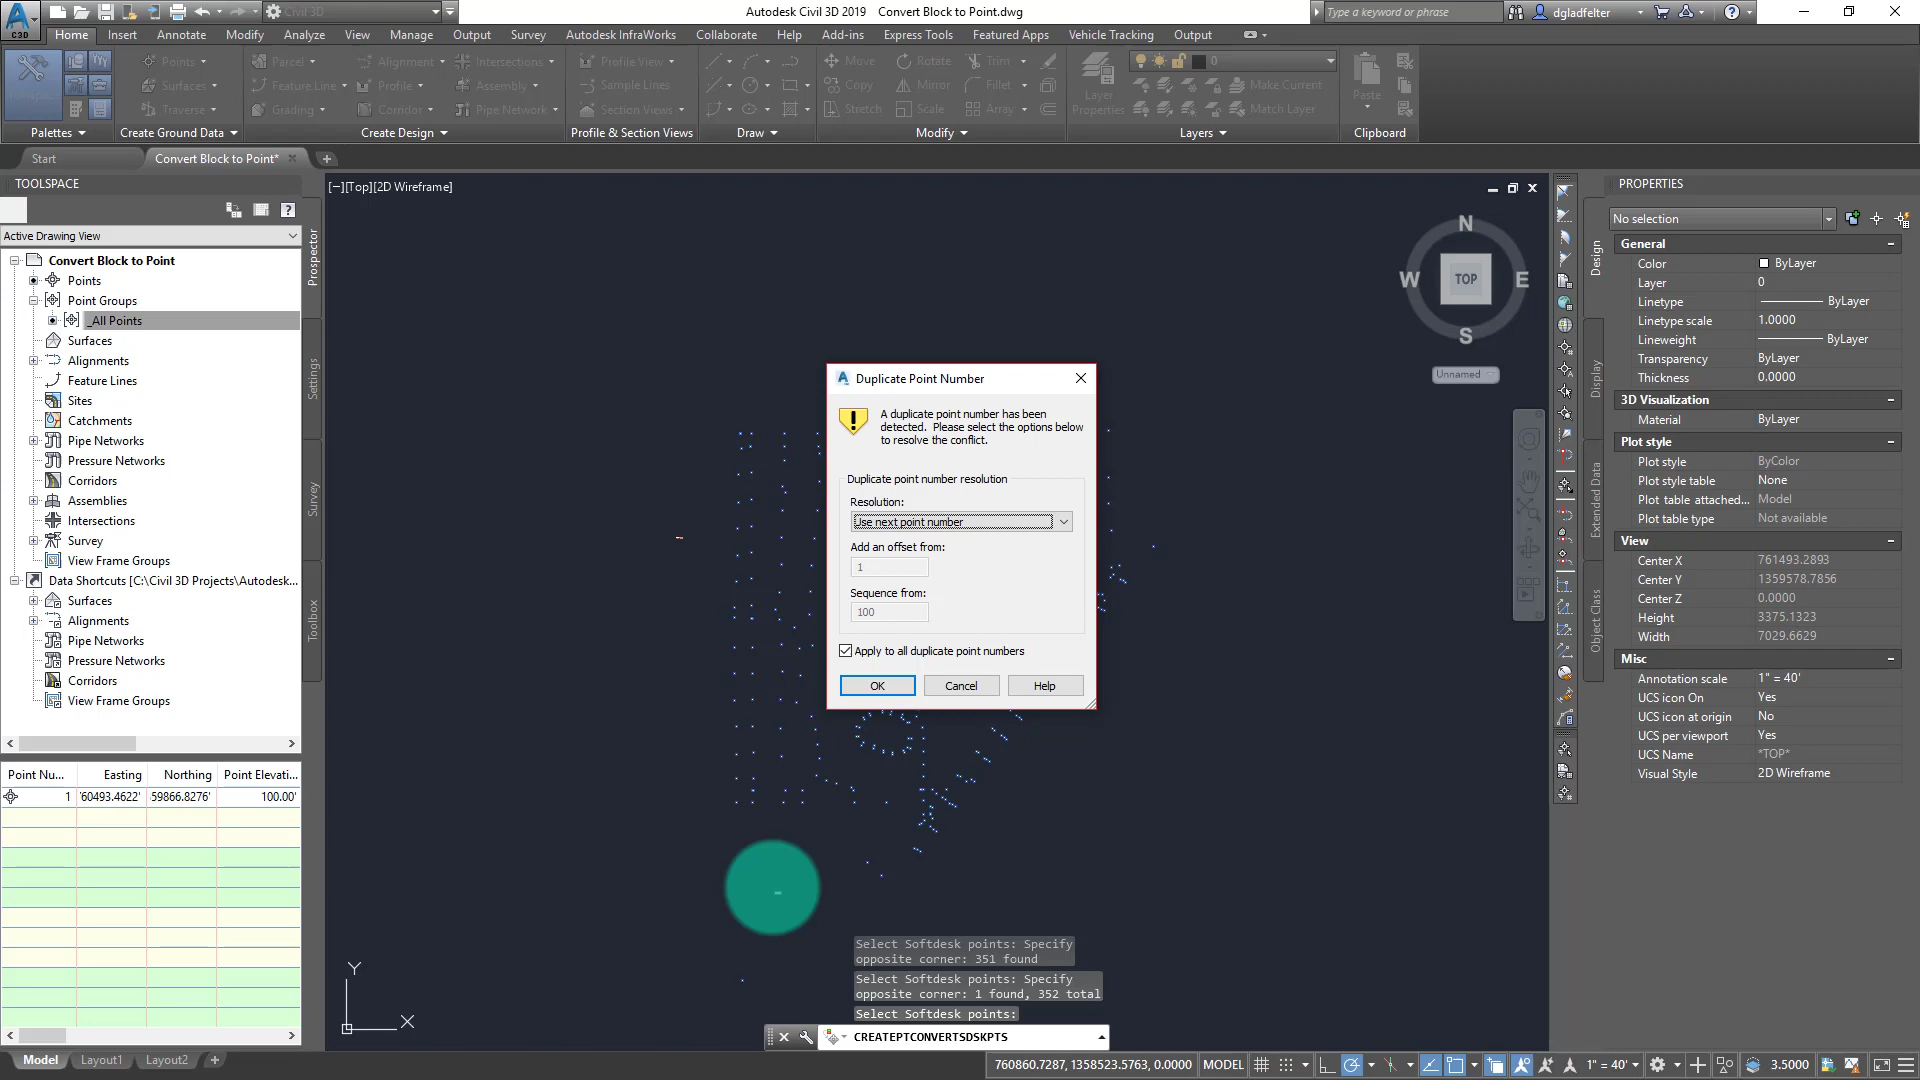 C3D
Civil 3D
Autodesk Civil 3D 2019 Convert Block to Point.dwg
Type a keyword or phrase
dgladfelter
Home Insert Annotate Modify Analyze View Manage Output Survey Autodesk InfraWorks Collaborate Help Add-ins Express Tools Featured Apps Vehicle Tracking Output
Points Parcel Alignment Intersections Profile View Move Rotate Trim 0
Surfaces Feature Line Profile Assembly Sample Lines Copy Mirror Fillet Make Current
Traverse Grading Corridor Pipe Network Section Views Stretch Scale Array Match Layer
Layer Properties
Paste
Palettes Create Ground Data Create Design Profile & Section Views Draw Modify Layers Clipboard
Start Convert Block to Point*
TOOLSPACE
Active Drawing View
Convert Block to Point
Points
Point Groups
_All Points
Surfaces
Alignments
Feature Lines
Sites
Catchments
Pipe Networks
Pressure Networks
Corridors
Assemblies
Intersections
Survey
View Frame Groups
Data Shortcuts [C:\Civil 3D Projects\Autodesk...
Surfaces
Alignments
Pipe Networks
Pressure Networks
Corridors
View Frame Groups
Prospector
Settings
Survey
Toolbox
Point Nu... Easting Northing Point Elevati...
1 '60493.4622' i59866.8276' 100.00'
[−][Top][2D Wireframe]
N
W TOP E
S
Unnamed
Duplicate Point Number
A duplicate point number has been
detected. Please select the options below
to resolve the conflict.
Duplicate point number resolution
Resolution:
Use next point number
Add an offset from:
1
Sequence from:
100
Apply to all duplicate point numbers
OK Cancel Help
Y
X
Select Softdesk points: Specify
opposite corner: 351 found
Select Softdesk points: Specify
opposite corner: 1 found, 352 total
Select Softdesk points:
CREATEPTCONVERTSDSKPTS
PROPERTIES
No selection
General
Color ByLayer
Layer 0
Linetype ByLayer
Linetype scale 1.0000
Lineweight ByLayer
Transparency ByLayer
Thickness 0.0000
3D Visualization
Material ByLayer
Plot style
Plot style ByColor
Plot style table None
Plot table attached... Model
Plot table type Not available
View
Center X 761493.2893
Center Y 1359578.7856
Center Z 0.0000
Height 3375.1323
Width 7029.6629
Misc
Annotation scale 1" = 40'
UCS icon On Yes
UCS icon at origin No
UCS per viewport Yes
UCS Name *TOP*
Visual Style 2D Wireframe
Design
Display
Extended Data
Object Class
Model Layout1 Layout2
760860.7287, 1358523.5763, 0.0000 MODEL 1" = 40' 3.5000